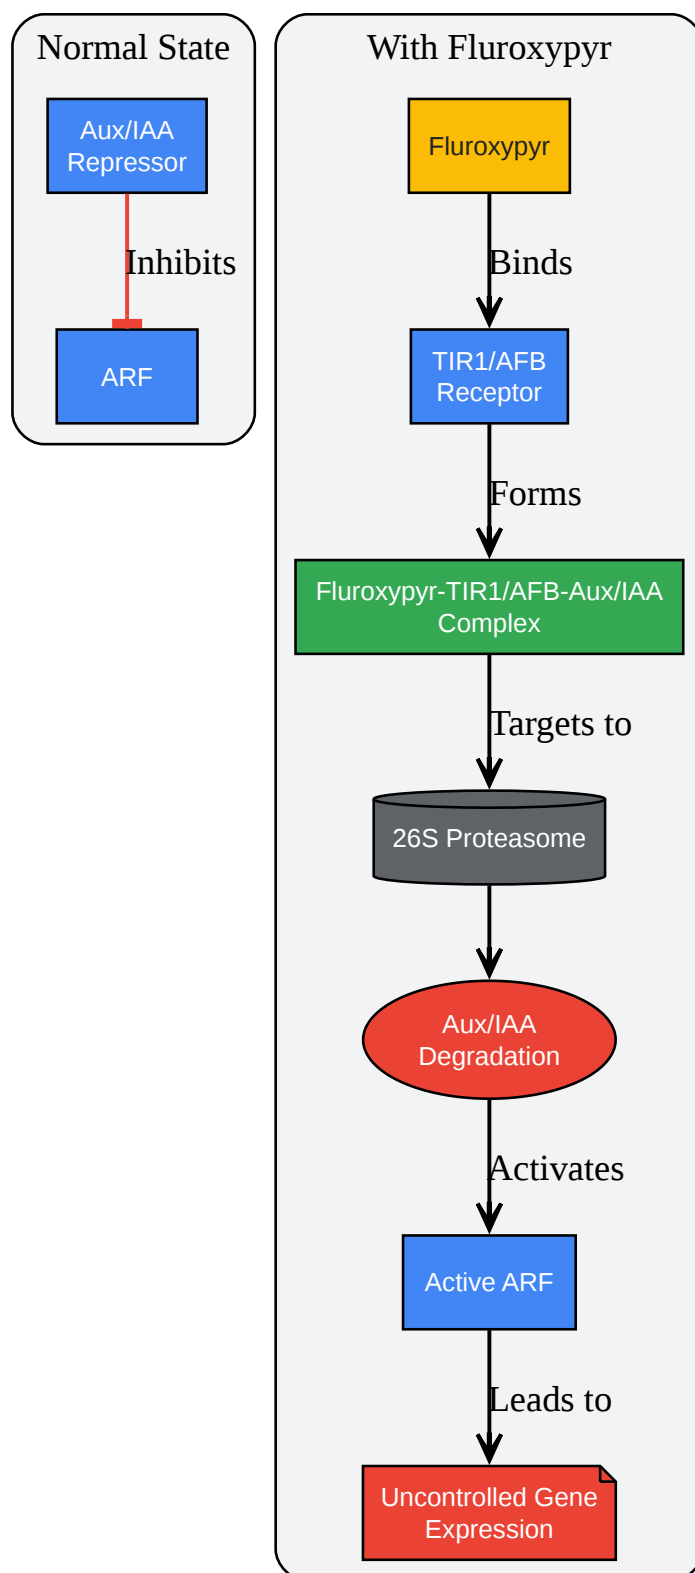 Normal State
Aux/IAA
Repressor
Inhibits
ARF
With Fluroxypyr
Fluroxypyr
Binds
TIR1/AFB
Receptor
Forms
Fluroxypyr-TIR1/AFB-Aux/IAA
Complex
Targets to
26S Proteasome
Aux/IAA
Degradation
Activates
Active ARF
Leads to
Uncontrolled Gene
Expression